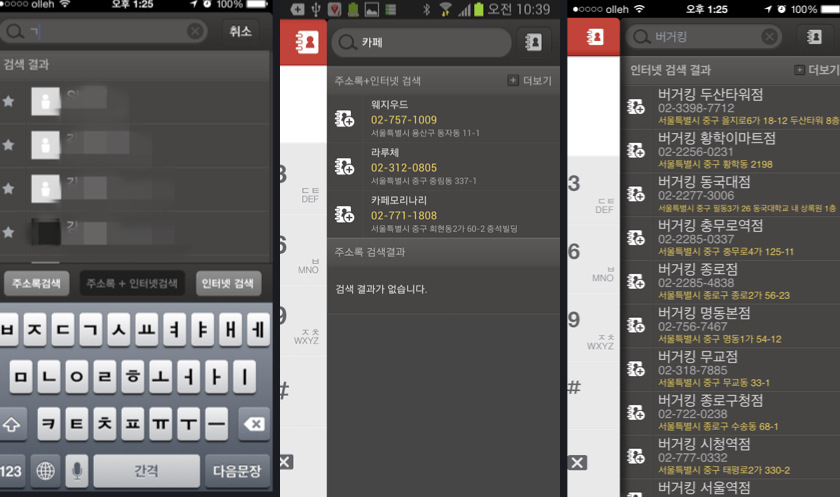 olleh 오후 1:25 100%
ㄱ 취소
검색 결과
주소록검색 주소록 + 인터넷검색 인터넷 검색
ㅂ ㅈ ㄷ ㄱ ㅅ ㅛ ㅕ ㅑ ㅐ ㅔ
ㅁ ㄴ ㅇ ㄹ ㅎ ㅗ ㅓ ㅏ ㅣ
ㅋ ㅌ ㅊ ㅍ ㅠ ㅜ ㅡ
123 간격 다음문장
오전 10:39
카페
주소록+인터넷 검색 + 더보기
웨지우드
02-757-1009
서울특별시 용산구 동자동 11-1
라루체
02-312-0805
서울특별시 중구 중림동 337-1
카페모리나리
02-771-1808
서울특별시 중구 회현동2가 60-2 중석빌딩
주소록 검색결과
검색 결과가 없습니다.
3
ㄷㅌ
DEF
6
ㅂ
MNO
9
ㅈㅊ
WXYZ
#
olleh 오후 1:25 100%
버거킹
인터넷 검색 결과 + 더보기
버거킹 두산타워점
02-3398-7712
서울특별시 중구 을지로6가 18-12 두산타워 8층
버거킹 황학이마트점
02-2256-0231
서울특별시 중구 황학동 2198
버거킹 동국대점
02-2277-3006
서울특별시 중구 필동3가 26 동국대학교 내 상록원 1층
버거킹 충무로역점
02-2285-0337
서울특별시 중구 충무로4가 125-11
버거킹 종로점
02-2285-4838
서울특별시 종로구 종로2가 56-23
버거킹 명동본점
02-756-7467
서울특별시 중구 명동1가 54-12
버거킹 무교점
02-318-7885
서울특별시 중구 무교동 33-1
버거킹 종로구청점
02-722-0238
서울특별시 종로구 수송동 68-1
버거킹 시청역점
02-777-0332
서울특별시 중구 태평로2가 330-2
버거킹 서울역점
3
ㄷㅌ
DEF
6
ㅂ
MNO
9
ㅈㅊ
WXYZ
#